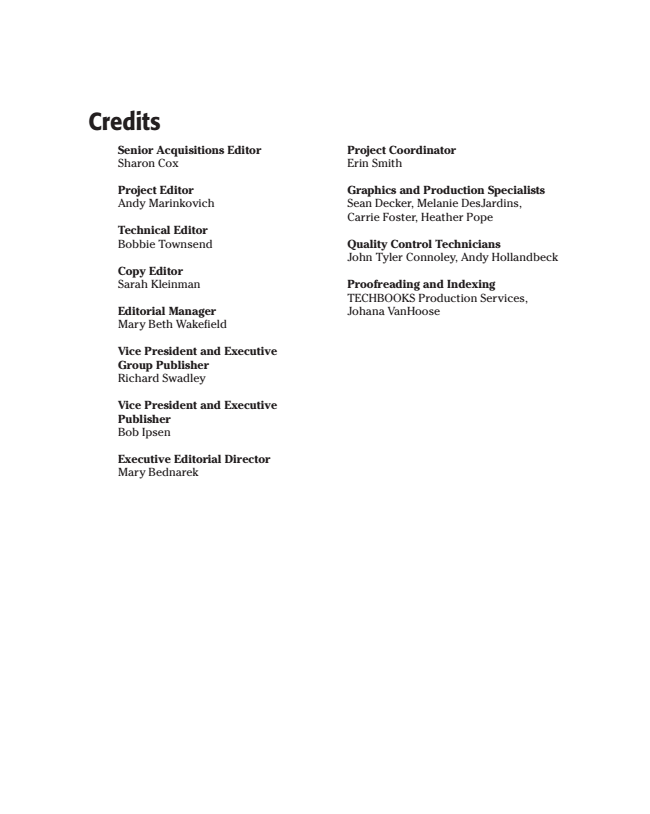 Credits
Senior Acquisitions Editor
Sharon Cox
Project Editor
Andy Marinkovich
Technical Editor
Bobbie Townsend
Copy Editor
Sarah Kleinman
Editorial Manager
Mary Beth Wakefield
Vice President and Executive
Group Publisher
Richard Swadley
Vice President and Executive
Publisher
Bob Ipsen
Executive Editorial Director
Mary Bednarek
Project Coordinator
Erin Smith
Graphics and Production Specialists
Sean Decker, Melanie DesJardins,
Carrie Foster, Heather Pope
Quality Control Technicians
John Tyler Connoley, Andy Hollandbeck
Proofreading and Indexing
TECHBOOKS Production Services,
Johana VanHoose